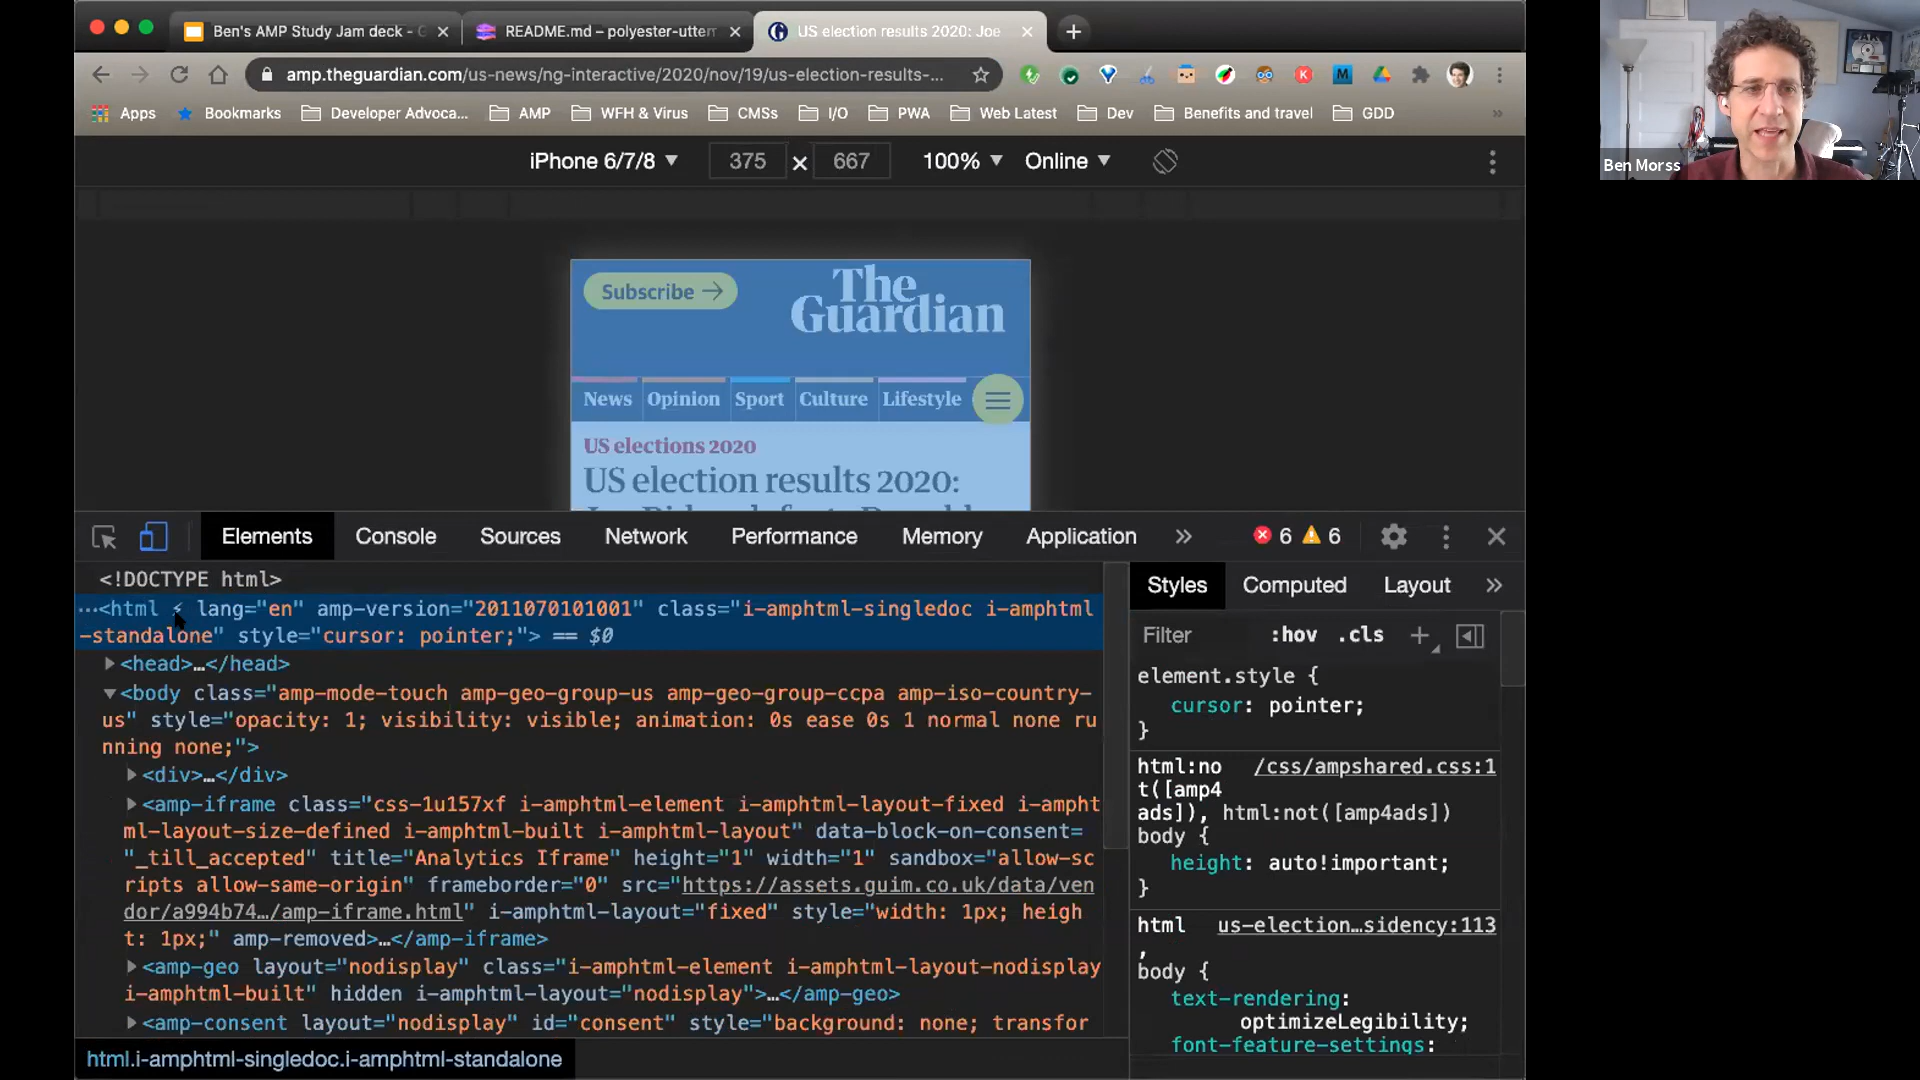 Ben's AMP Study Jam deck - G
README.md – polyester-utterm
US election results 2020: Joe
amp.theguardian.com/us-news/ng-interactive/2020/nov/19/us-election-results-...
Apps
Bookmarks
Developer Advoca...
AMP
WFH & Virus
CMSs
I/O
PWA
Web Latest
Dev
Benefits and travel
GDD
»
iPhone 6/7/8 ▼
375 × 667
100% ▼
Online ▼
Subscribe →
The
Guardian
News
Opinion
Sport
Culture
Lifestyle
US elections 2020
US election results 2020:
Elements
Console
Sources
Network
Performance
Memory
Application
»
6
6
<!DOCTYPE html>
⋯<html ⚡ lang="en" amp-version="2011070101001" class="i-amphtml-singledoc i-amphtml
-standalone" style="cursor: pointer;"> == $0
▶<head>…</head>
▼<body class="amp-mode-touch amp-geo-group-us amp-geo-group-ccpa amp-iso-country-
us" style="opacity: 1; visibility: visible; animation: 0s ease 0s 1 normal none ru
nning none;">
▶<div>…</div>
▶<amp-iframe class="css-1u157xf i-amphtml-element i-amphtml-layout-fixed i-ampht
ml-layout-size-defined i-amphtml-built i-amphtml-layout" data-block-on-consent=
"_till_accepted" title="Analytics Iframe" height="1" width="1" sandbox="allow-sc
ripts allow-same-origin" frameborder="0" src="https://assets.guim.co.uk/data/ven
dor/a994b74…/amp-iframe.html" i-amphtml-layout="fixed" style="width: 1px; heigh
t: 1px;" amp-removed>…</amp-iframe>
▶<amp-geo layout="nodisplay" class="i-amphtml-element i-amphtml-layout-nodisplay
i-amphtml-built" hidden i-amphtml-layout="nodisplay">…</amp-geo>
▶<amp-consent layout="nodisplay" id="consent" style="background: none; transfor
html.i-amphtml-singledoc.i-amphtml-standalone
Styles
Computed
Layout
»
Filter
:hov
.cls
+
element.style {
cursor: pointer;
}
html:no /css/ampshared.css:1
t([amp4
ads]), html:not([amp4ads])
body {
height: auto!important;
}
html us-election…sidency:113
,
body {
text-rendering:
optimizeLegibility;
font-feature-settings:
Ben Morss